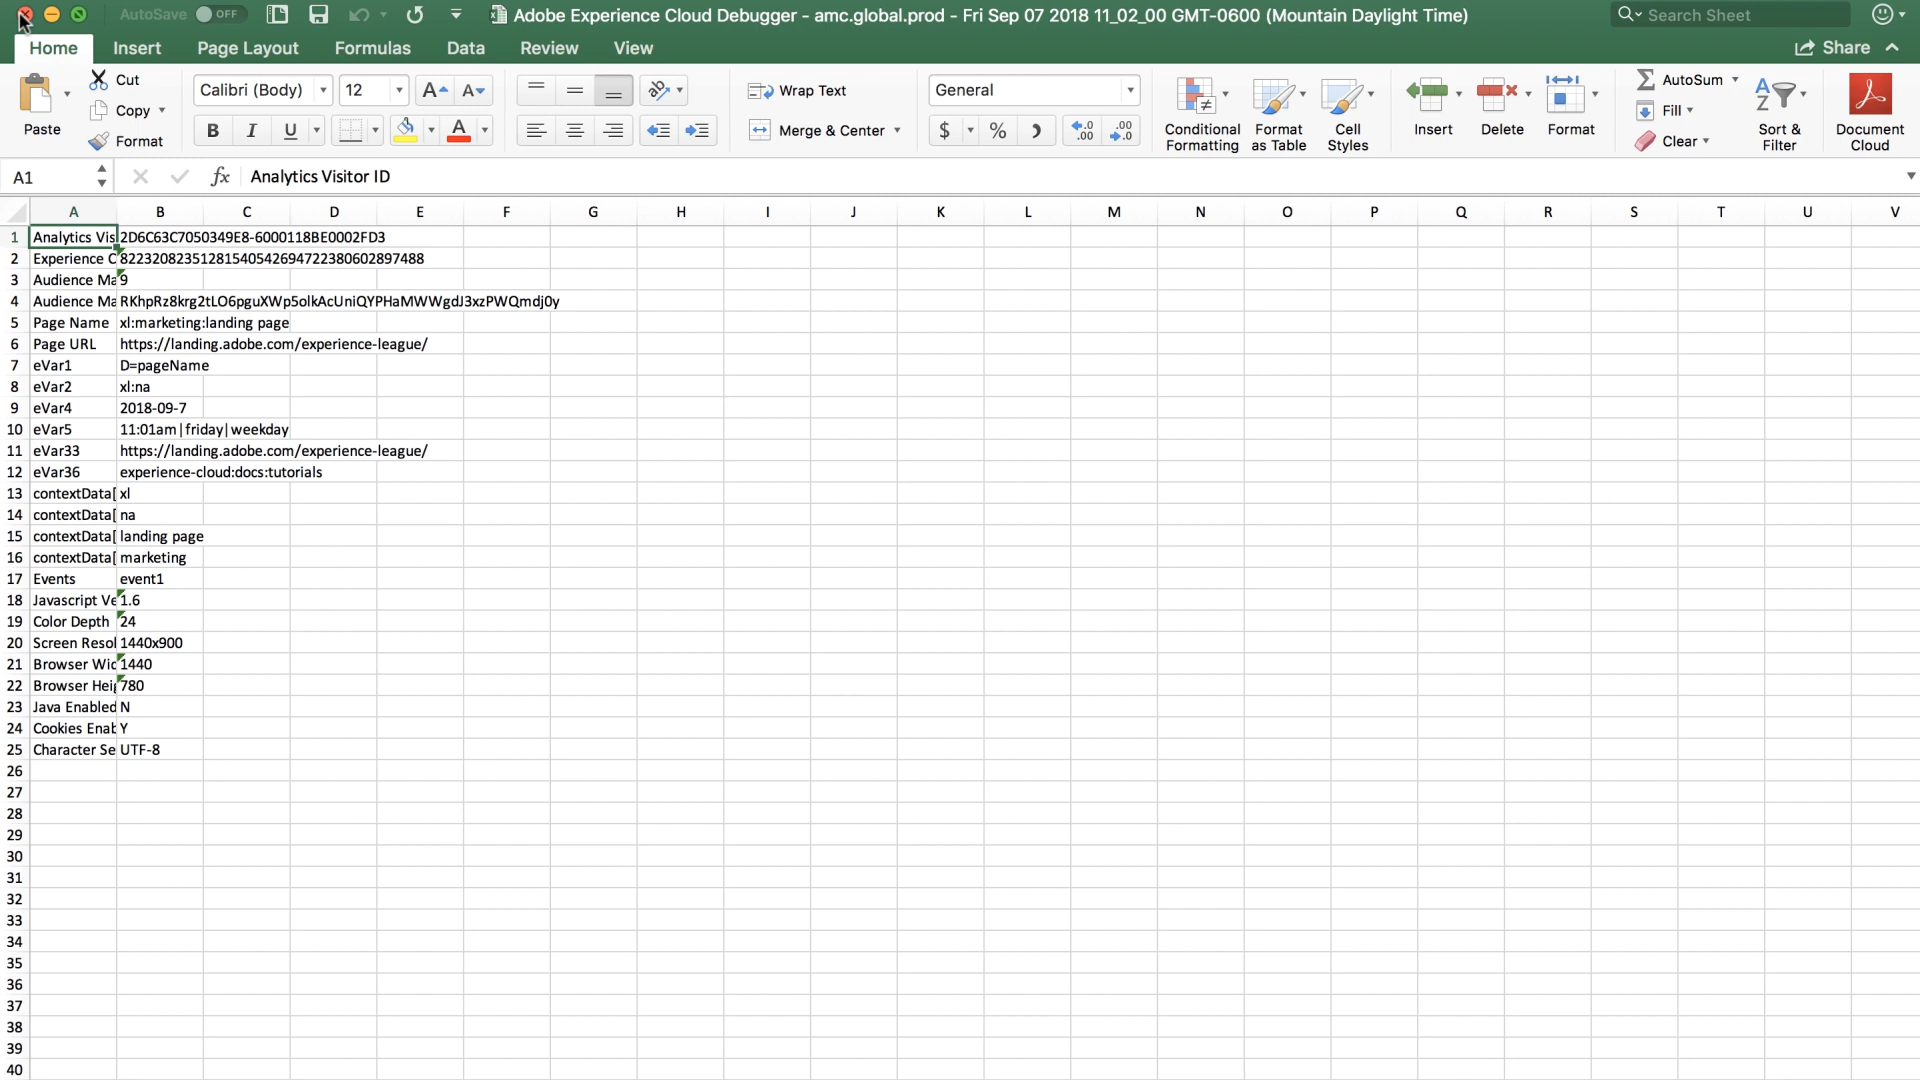 AutoSave OFF Adobe Experience Cloud Debugger - amc.global.prod - Fri Sep 07 2018 11_02_00 GMT-0600 (Mountain Daylight Time) Search Sheet
Home Insert Page Layout Formulas Data Review View Share
Paste
Cut
Copy
Format
Calibri (Body) 12 A A
B I U A
Wrap Text
Merge & Center
General
$ % .0 .00 .00 .0
Conditional Formatting
Format as Table
Cell Styles
Insert
Delete
Format
AutoSum
Fill
Clear
Sort & Filter
Document Cloud
A1 fx Analytics Visitor ID
A B C D E F G H I J K L M N O P Q R S T U V
1 Analytics Vis 2D6C63C7050349E8-6000118BE0002FD3
2 Experience C 82232082351281540542694722380602897488
3 Audience Ma 9
4 Audience Ma RKhpRz8krg2tLO6pguXWp5olkAcUniQYPHaMWWgdJ3xzPWQmdj0y
5 Page Name xl:marketing:landing page
6 Page URL https://landing.adobe.com/experience-league/
7 eVar1 D=pageName
8 eVar2 xl:na
9 eVar4 2018-09-7
10 eVar5 11:01am|friday|weekday
11 eVar33 https://landing.adobe.com/experience-league/
12 eVar36 experience-cloud:docs:tutorials
13 contextData[ xl
14 contextData[ na
15 contextData[ landing page
16 contextData[ marketing
17 Events event1
18 Javascript Ve 1.6
19 Color Depth 24
20 Screen Resol 1440x900
21 Browser Wid 1440
22 Browser Heig 780
23 Java Enabled N
24 Cookies Enab Y
25 Character Se UTF-8
26
27
28
29
30
31
32
33
34
35
36
37
38
39
40